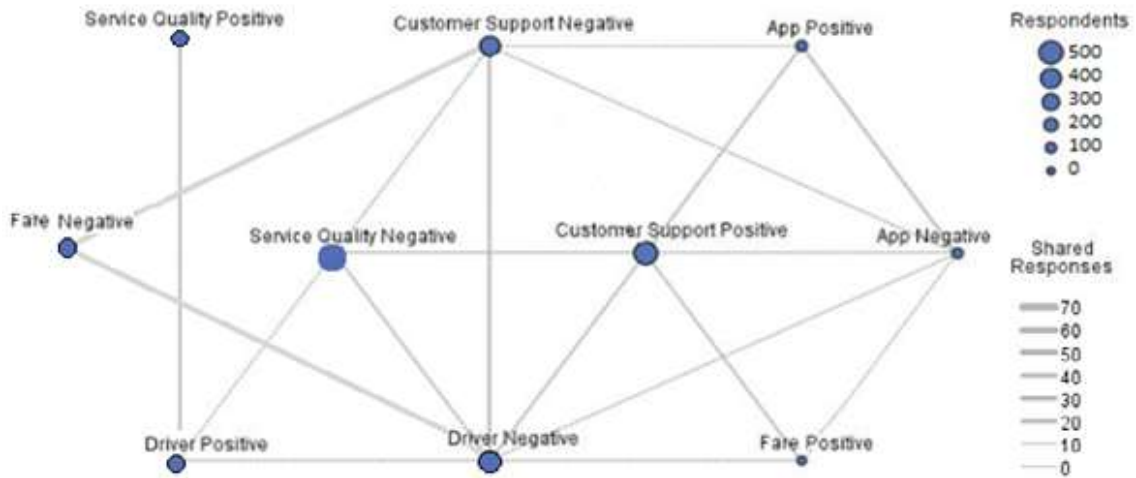 Service Quality Positive
Customer Support Negative
App Positive
Respondents
500
400
300
200
100
0
Fare Negative
Service Quality Negative
Customer Support Positive
App Negative
Shared
Responses
70
60
50
40
30
20
10
0
Driver Positive
Driver Negative
Fare Positive